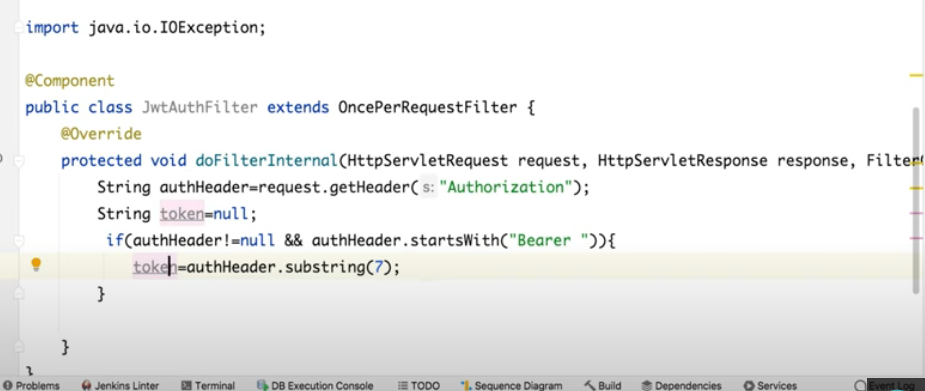 import java.io.IOException;
@Component
public class JwtAuthFilter extends OncePerRequestFilter {
@Override
protected void doFilterInternal(HttpServletRequest request, HttpServletResponse response, Filter
String authHeader=request.getHeader( s: "Authorization");
String token=null;
if(authHeader!=null && authHeader.startsWith("Bearer ")){
token=authHeader.substring(7);
}
}
}
Problems Jenkins Linter Terminal DB Execution Console TODO Sequence Diagram Build Dependencies Services Event Log